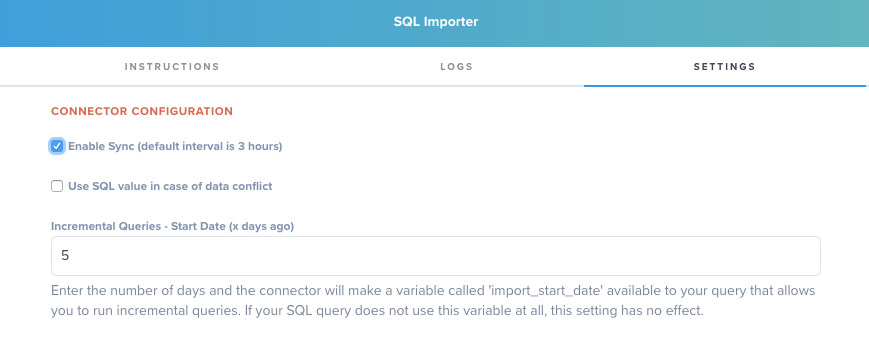 SQL Importer
INSTRUCTIONS
LOGS
SETTINGS
CONNECTOR CONFIGURATION
Enable Sync (default interval is 3 hours)
Use SQL value in case of data conflict
Incremental Queries - Start Date (x days ago)
5
Enter the number of days and the connector will make a variable called 'import_start_date' available to your query that allows
you to run incremental queries. If your SQL query does not use this variable at all, this setting has no effect.